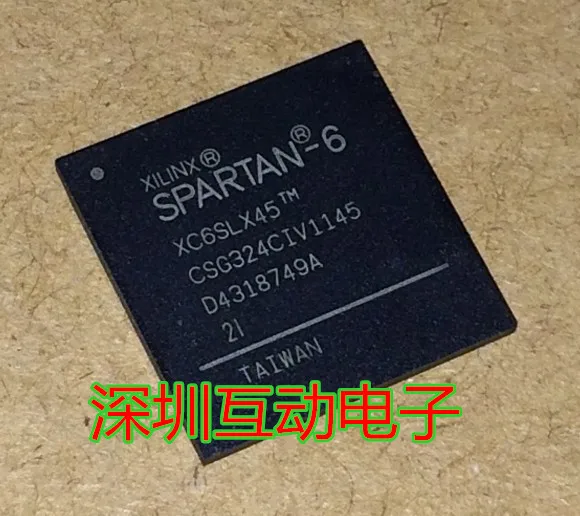 XILINX®
SPARTAN®-6
XC6SLX45™
CSG324CIV1145
D4318749A
2I
TAIWAN
深圳互动电子